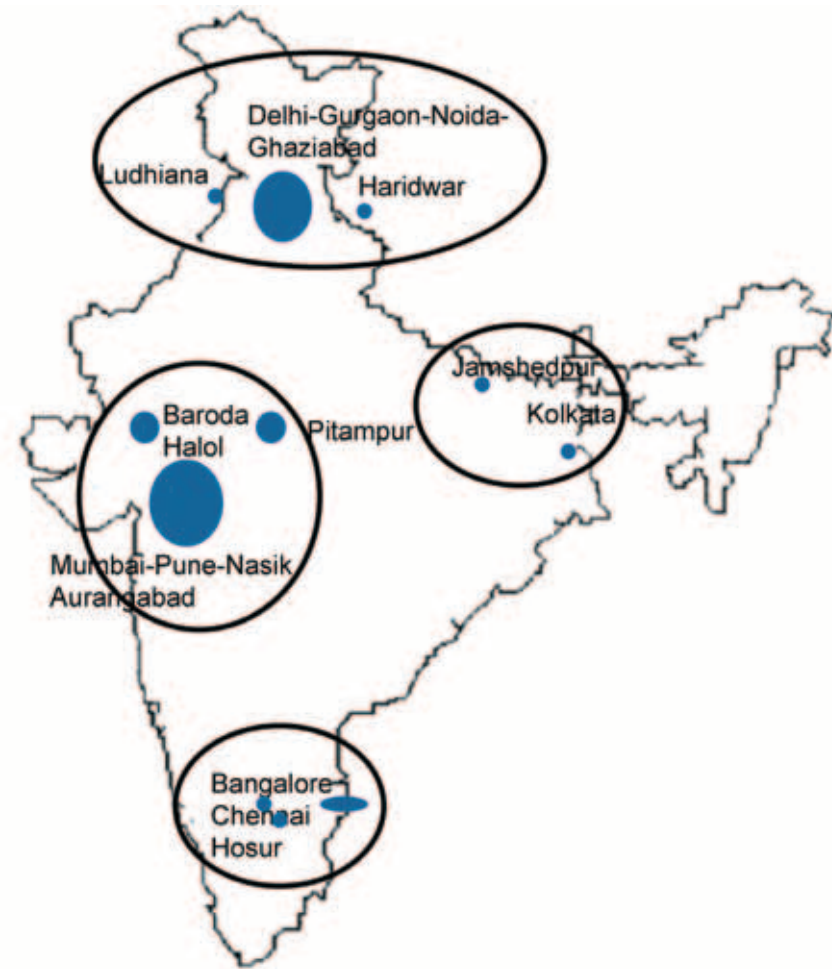 Delhi-Gurgaon-Noida-
Ghaziabad
Ludhiana
Haridwar
Jamshedpur
Kolkata
Baroda
Halol
Pitampur
Mumbai-Pune-Nasik
Aurangabad
Bangalore
Chennai
Hosur